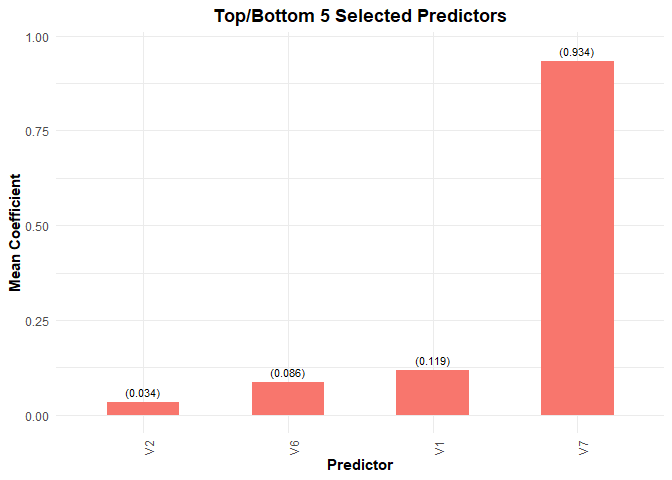 Top/Bottom 5 Selected Predictors
Mean Coefficient
1.00
0.75
0.50
0.25
0.00
(0.034)
(0.086)
(0.119)
(0.934)
V2
V6
V1
V7
Predictor